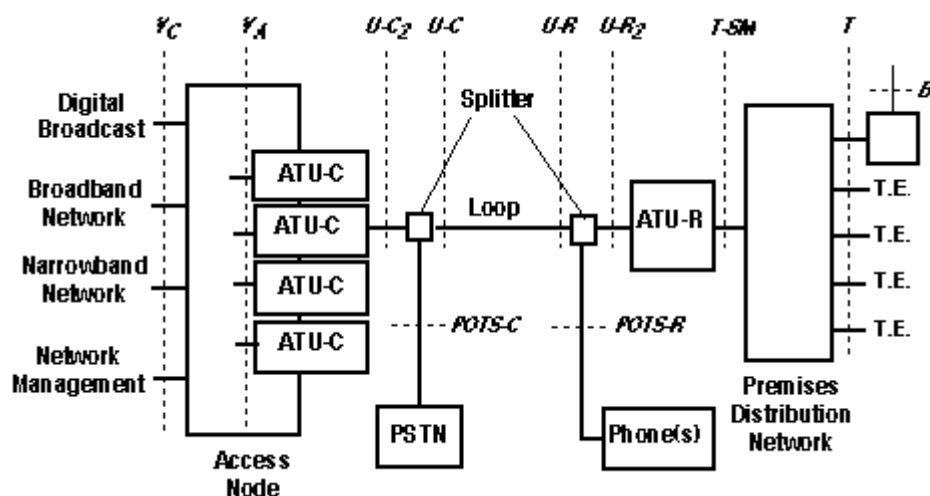 V_C V_A U-C_2 U-C U-R U-R_2 T-SM T
B
Splitter
Digital
Broadcast
Broadband
Network
Narrowband
Network
Network
Management
ATU-C
ATU-C
ATU-C
ATU-C
Loop
ATU-R
T.E.
T.E.
T.E.
T.E.
POTS-C
POTS-R
PSTN
Phone(s)
Access
Node
Premises
Distribution
Network